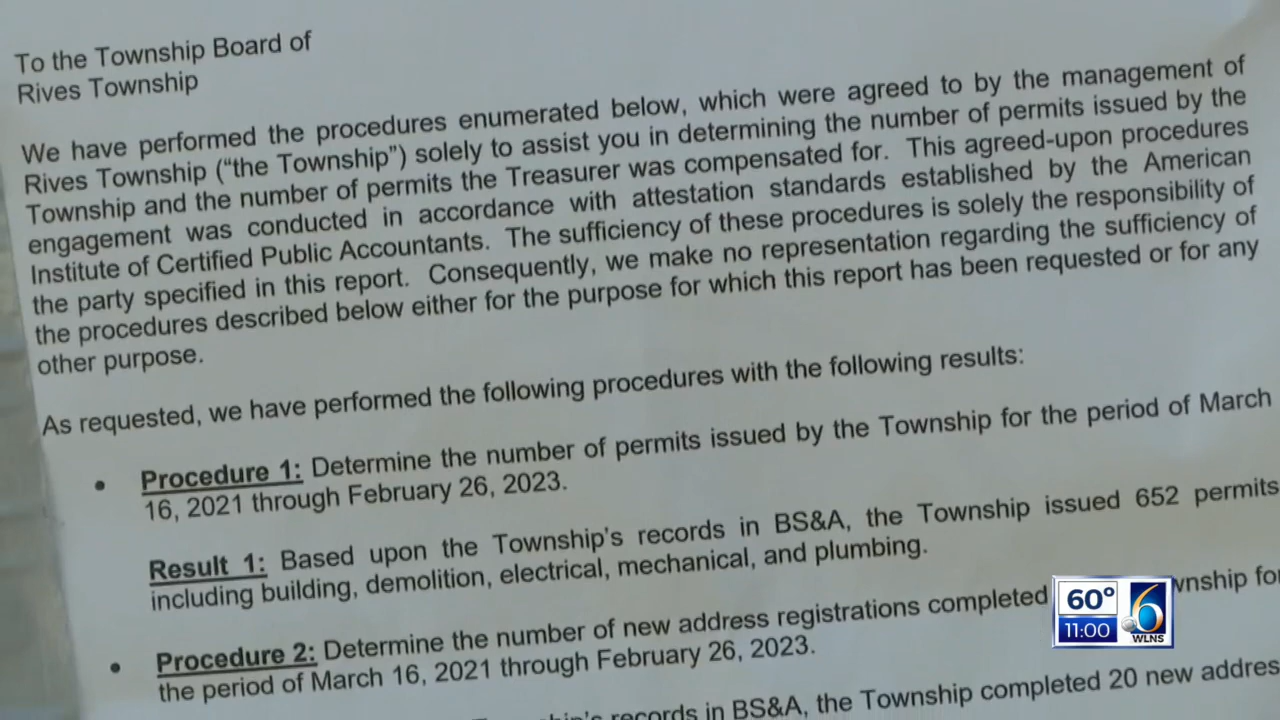 To the Township Board of
Rives Township
We have performed the procedures enumerated below, which were agreed to by the management of
Rives Township (“the Township”) solely to assist you in determining the number of permits issued by the
Township and the number of permits the Treasurer was compensated for. This agreed-upon procedures
engagement was conducted in accordance with attestation standards established by the American
Institute of Certified Public Accountants. The sufficiency of these procedures is solely the responsibility of
the party specified in this report. Consequently, we make no representation regarding the sufficiency of
the procedures described below either for the purpose for which this report has been requested or for any
other purpose.
As requested, we have performed the following procedures with the following results:
• Procedure 1: Determine the number of permits issued by the Township for the period of March
16, 2021 through February 26, 2023.
Result 1: Based upon the Township’s records in BS&A, the Township issued 652 permits
including building, demolition, electrical, mechanical, and plumbing.
• Procedure 2: Determine the number of new address registrations completed wnship for
the period of March 16, 2021 through February 26, 2023.
records in BS&A, the Township completed 20 new addres
60°
11:00
6
WLNS